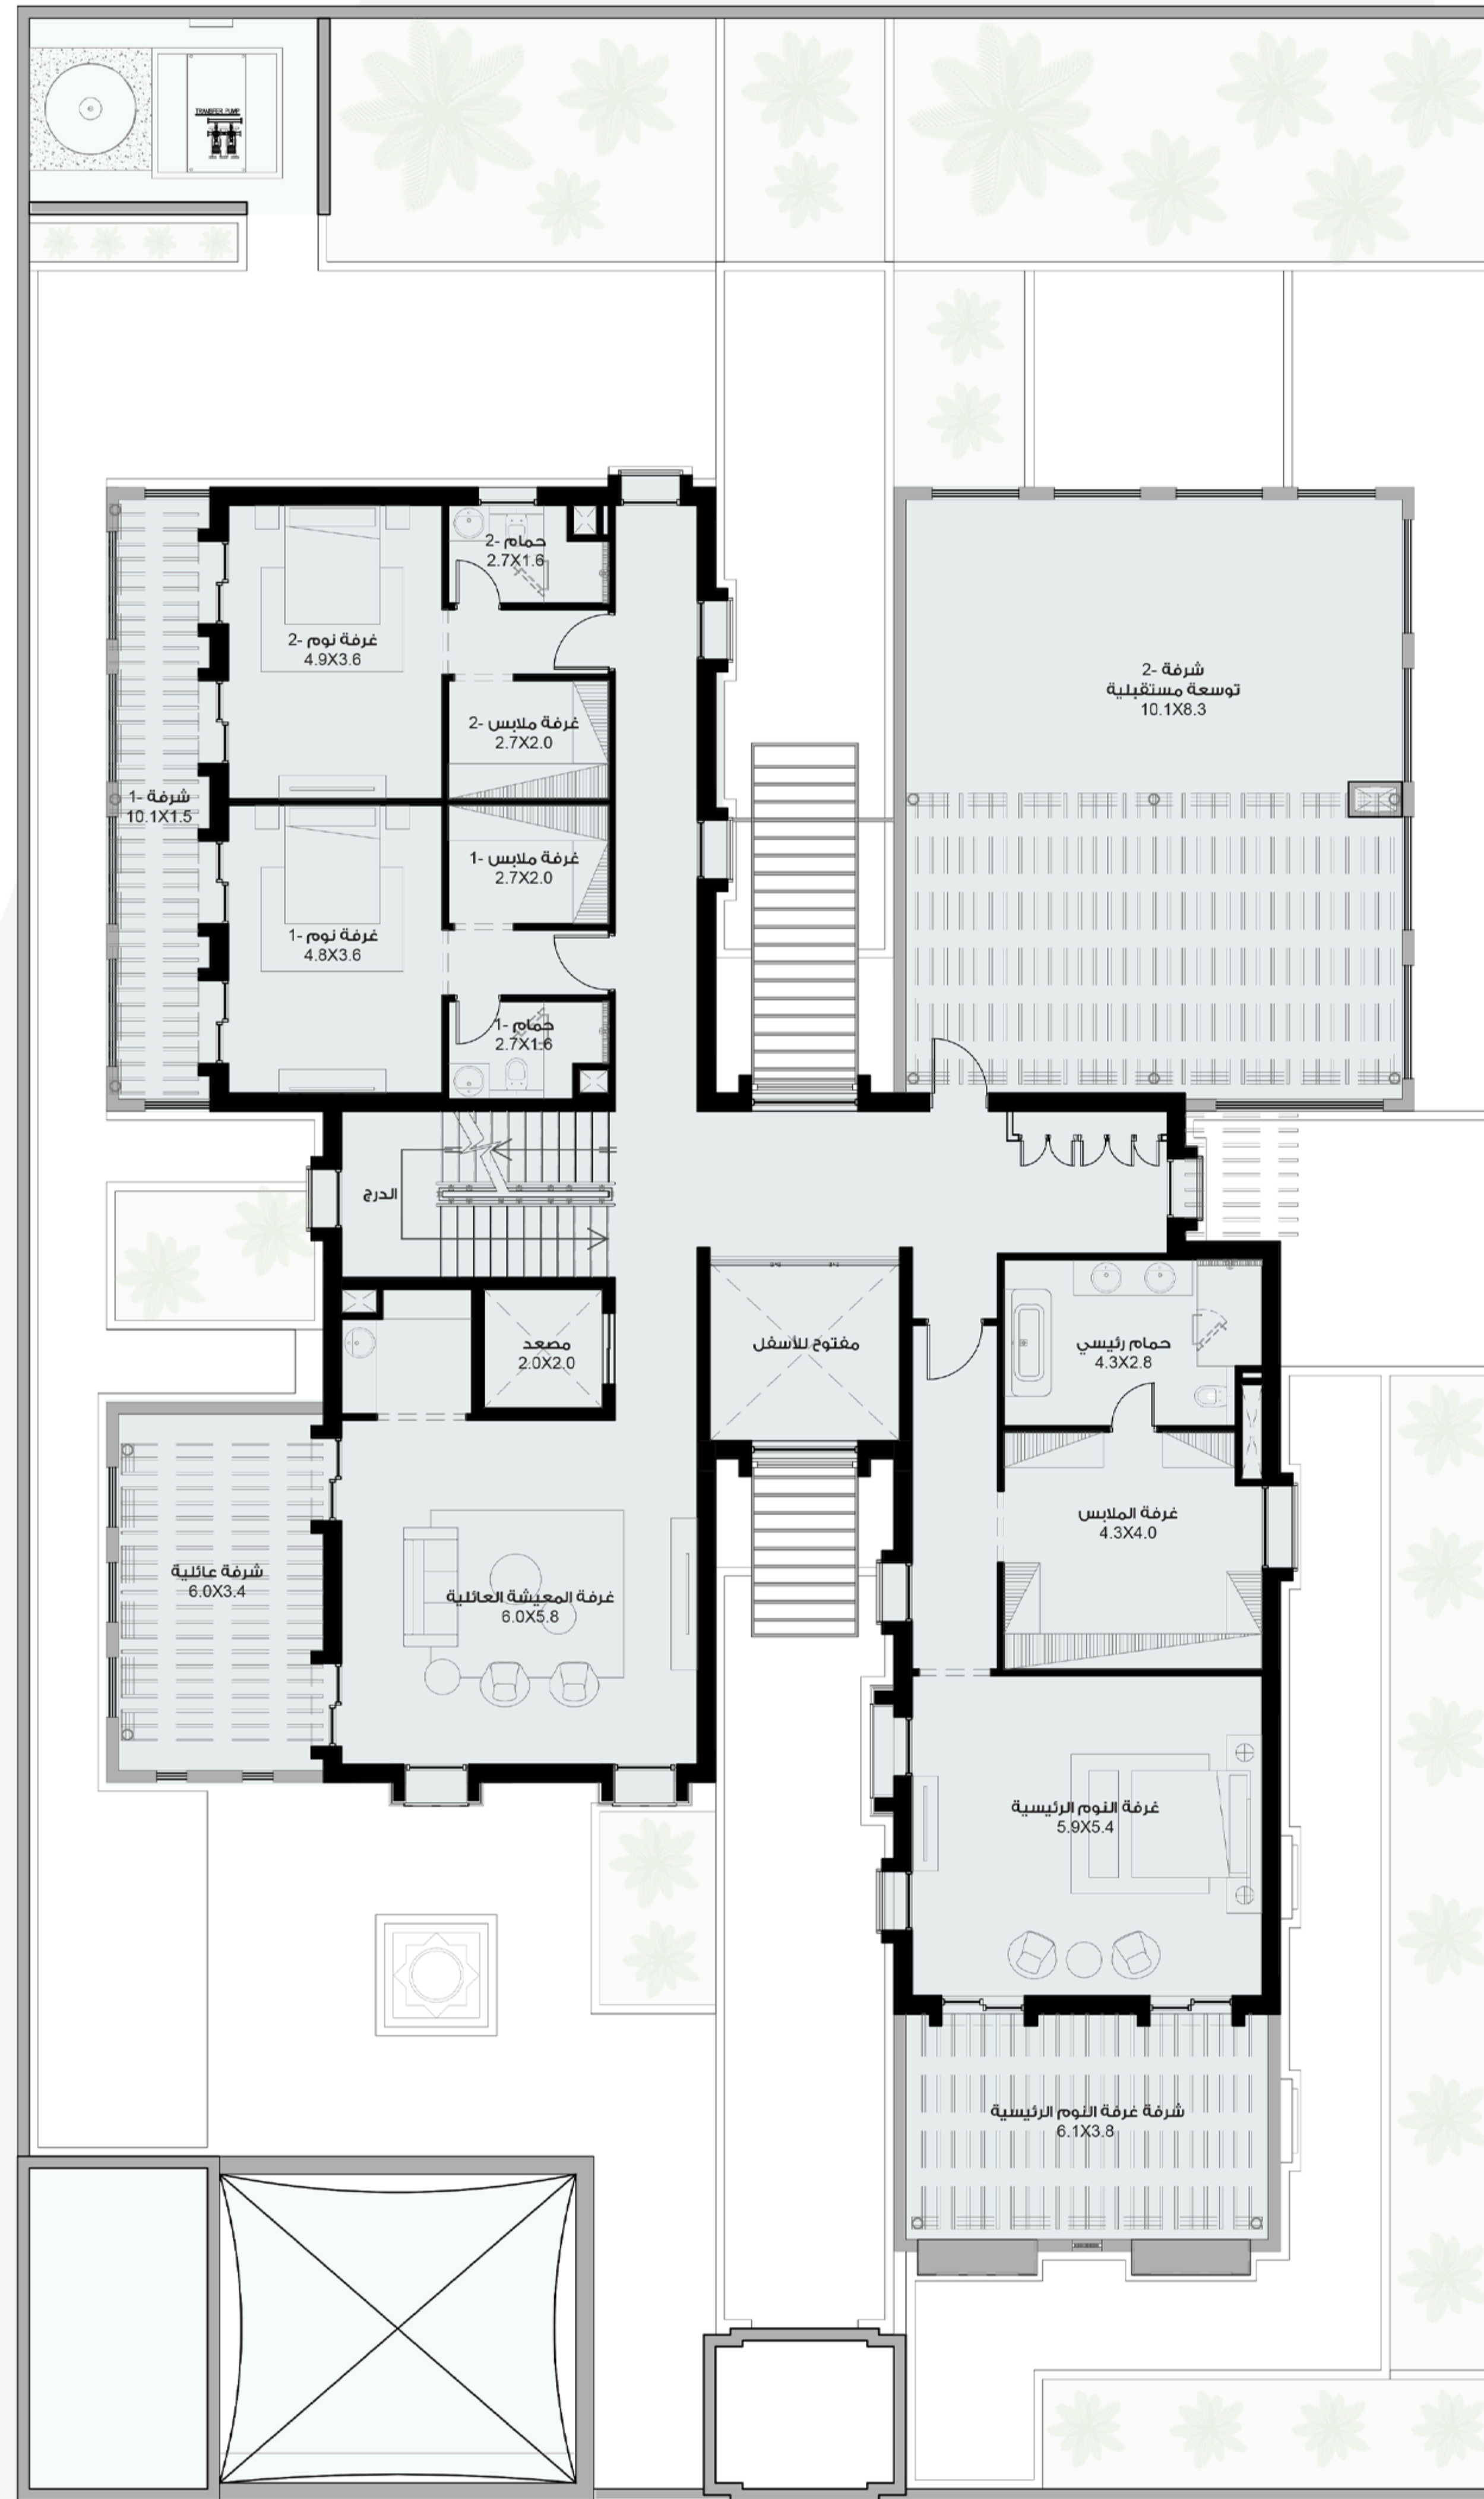 TRANSFER PUMP
حمام -2
2.7X1.6
غرفة نوم -2
4.9X3.6
شرفة -2
توسعة مستقبلية
10.1X8.3
غرفة ملابس -2
2.7X2.0
شرفة -1
10.1X1.5
غرفة ملابس -1
2.7X2.0
غرفة نوم -1
4.8X3.6
حمام -1
2.7X1.6
الدرج
مصعد
2.0X2.0
مفتوح للأسفل
حمام رئيسي
4.3X2.8
غرفة الملابس
4.3X4.0
شرفة عائلية
6.0X3.4
غرفة المعيشة العائلية
6.0X5.8
غرفة النوم الرئيسية
5.9X5.4
شرفة غرفة النوم الرئيسية
6.1X3.8